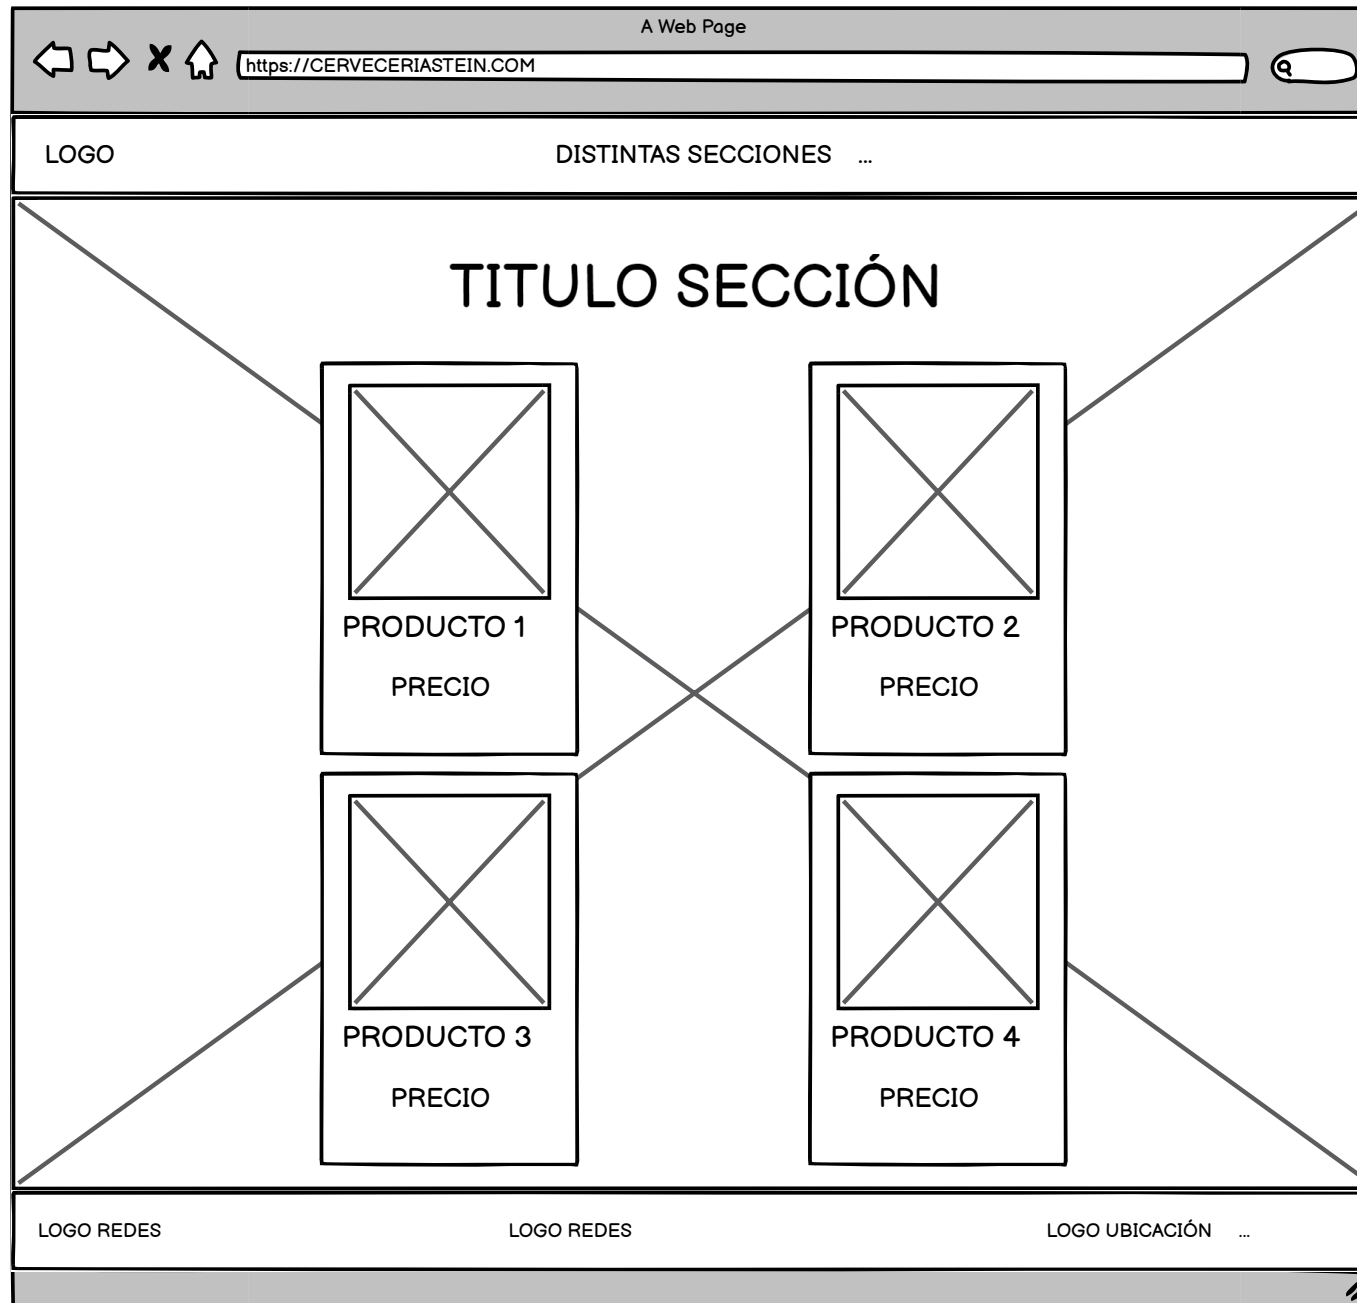 A Web Page
https://CERVECERIASTEIN.COM
LOGO DISTINTAS SECCIONES ...
TITULO SECCIÓN
PRODUCTO 1 PRODUCTO 2
PRECIO PRECIO
PRODUCTO 3 PRODUCTO 4
PRECIO PRECIO
LOGO REDES LOGO REDES LOGO UBICACIÓN ...